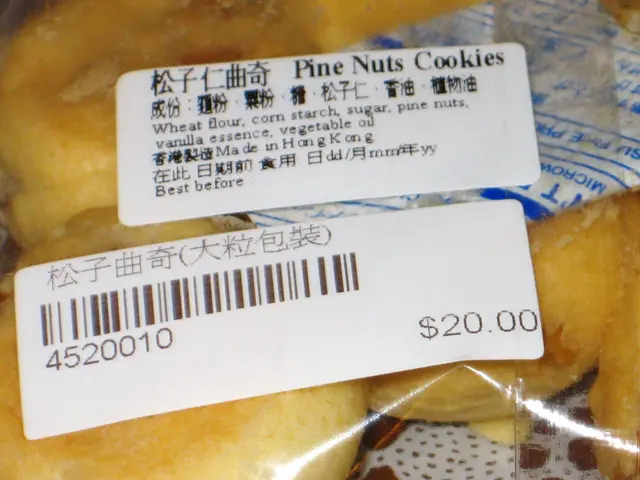 松子仁曲奇 Pine Nuts Cookies
成份：麵粉・粟粉・糖・松子仁・香油・植物油
Wheat flour, corn starch, sugar, pine nuts,
vanilla essence, vegetable oil
香港製造 Made in Hong Kong
在此日期前食用 日dd/月mm/年yy
Best before
松子曲奇(大粒包裝)
4520010
$20.00
MICROWAV